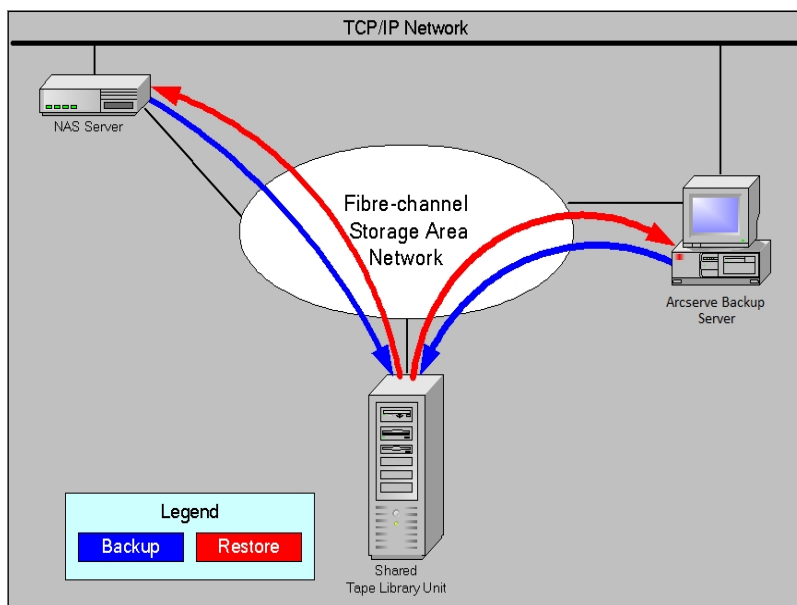 TCP/IP Network
NAS Server
Fibre-channel
Storage Area
Network
Arcserve Backup
Server
Shared
Tape Library Unit
Legend
Backup
Restore